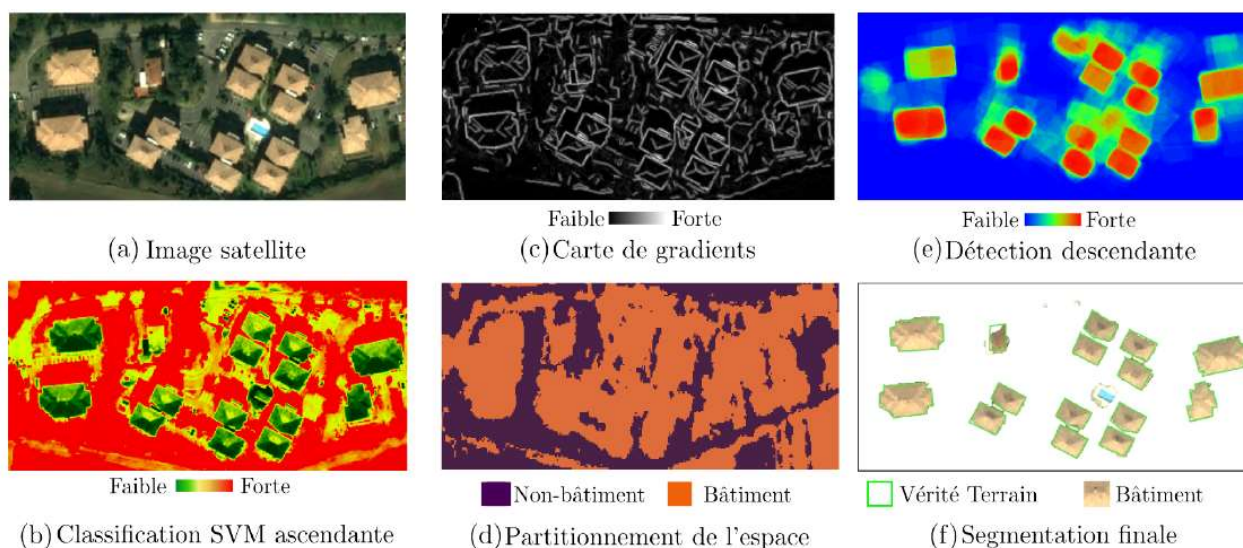 Faible Forte
(a) Image satellite
(c) Carte de gradients
Faible Forte
(e) Détection descendante
Faible Forte
(b) Classification SVM ascendante
Non-bâtiment Bâtiment
(d) Partitionnement de l'espace
Vérité Terrain Bâtiment
(f) Segmentation finale